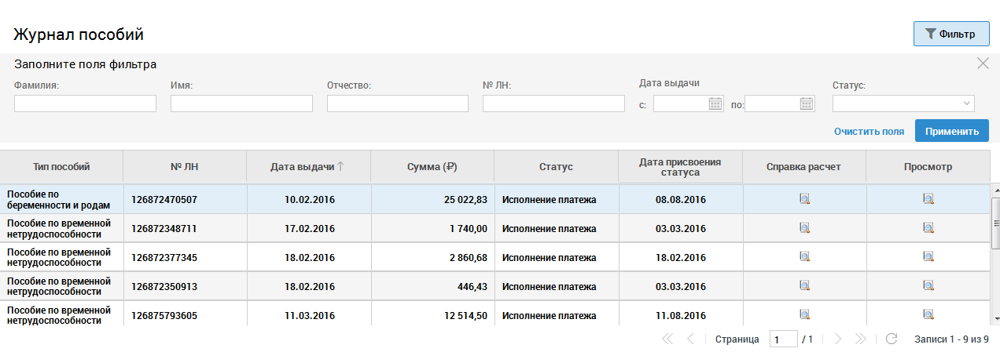 Журнал пособий
Фильтр
Заполните поля фильтра
Фамилия: Имя: Отчество: № ЛН: Дата выдачи Статус:
с: по:
Очистить поля Применить
Тип пособий № ЛН Дата выдачи Сумма (₽) Статус Дата присвоения статуса Справка расчет Просмотр
Пособие по беременности и родам 126872470507 10.02.2016 25 022,83 Исполнение платежа 08.08.2016
Пособие по временной нетрудоспособности 126872348711 17.02.2016 1 740,00 Исполнение платежа 03.03.2016
Пособие по временной нетрудоспособности 126872377345 18.02.2016 2 860,68 Исполнение платежа 18.02.2016
Пособие по временной нетрудоспособности 126872350913 18.02.2016 446,43 Исполнение платежа 03.03.2016
Пособие по временной нетрудоспособности 126875793605 11.03.2016 12 514,50 Исполнение платежа 11.08.2016
Страница 1 / 1 Записи 1 - 9 из 9